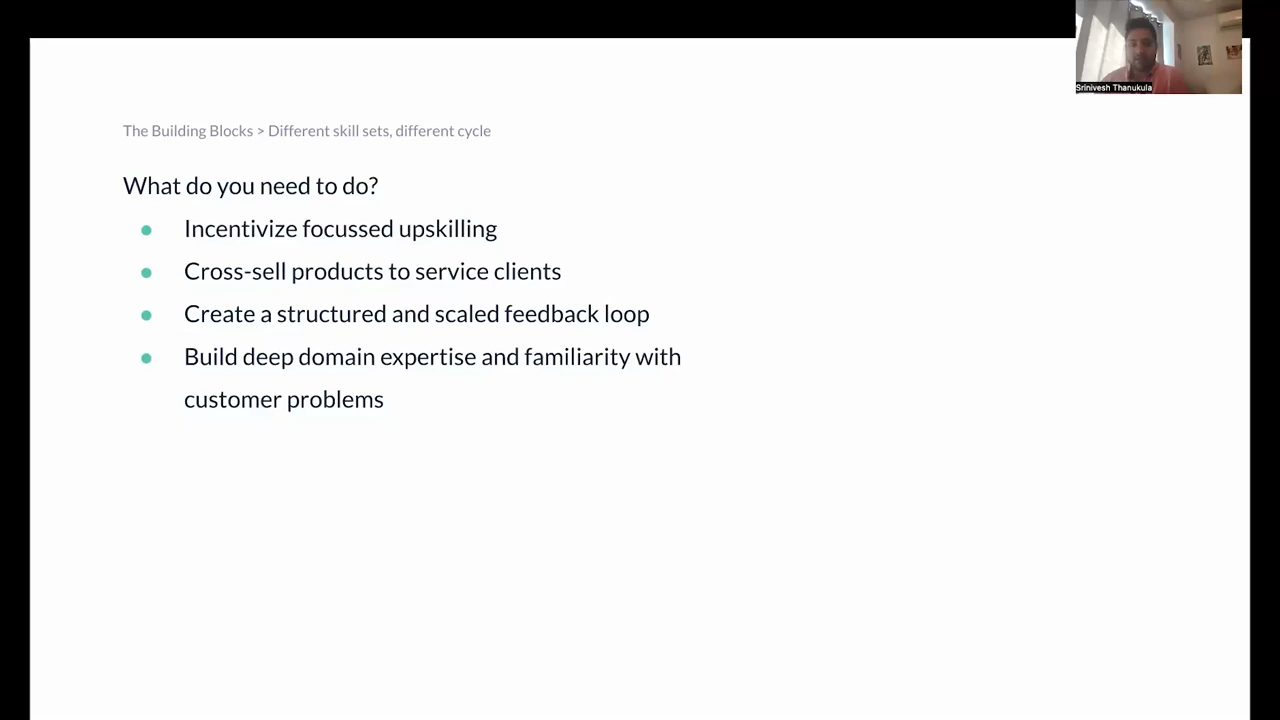 Srinivesh Thanukula
The Building Blocks > Different skill sets, different cycle
What do you need to do?
● Incentivize focussed upskilling
● Cross-sell products to service clients
● Create a structured and scaled feedback loop
● Build deep domain expertise and familiarity with
customer problems